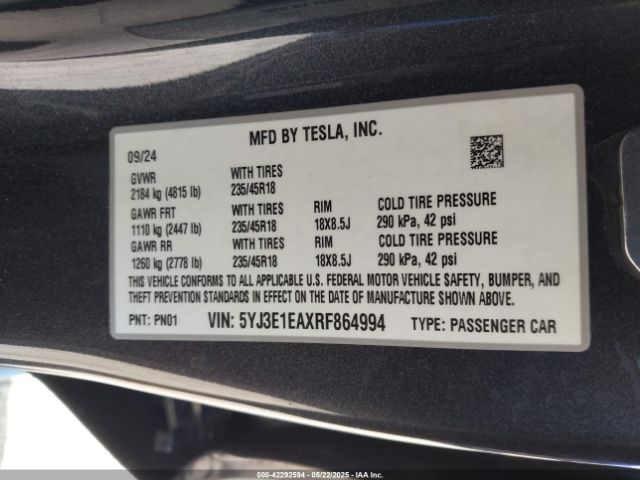 MFD BY TESLA, INC.
09/24
GVWR WITH TIRES
2184 kg (4815 lb) 235/45R18
GAWR FRT WITH TIRES RIM COLD TIRE PRESSURE
1110 kg (2447 lb) 235/45R18 18X8.5J 290 kPa, 42 psi
GAWR RR WITH TIRES RIM COLD TIRE PRESSURE
1260 kg (2778 lb) 235/45R18 18X8.5J 290 kPa, 42 psi
THIS VEHICLE CONFORMS TO ALL APPLICABLE U.S. FEDERAL MOTOR VEHICLE SAFETY, BUMPER, AND
THEFT PREVENTION STANDARDS IN EFFECT ON THE DATE OF MANUFACTURE SHOWN ABOVE.
PNT: PN01 VIN: 5YJ3E1EAXRF864994 TYPE: PASSENGER CAR
000-42292594 - 05/22/2025 - IAAI.COM